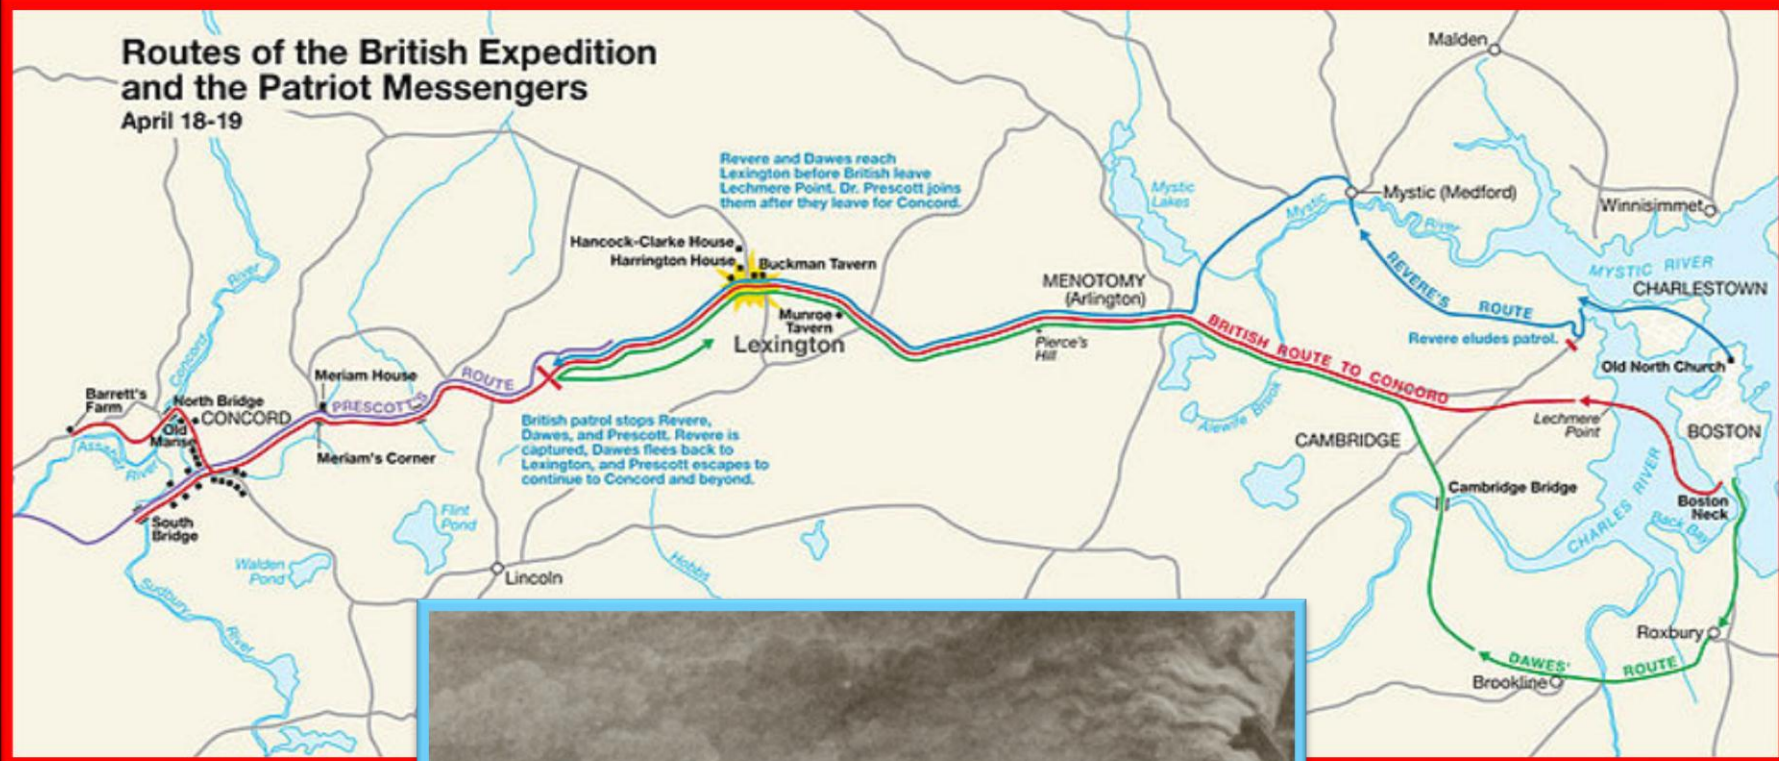 Routes of the British Expedition
and the Patriot Messengers
April 18-19
Malden
Revere and Dawes reach
Lexington before British leave
Lechmere Point. Dr. Prescott joins
them after they leave for Concord.
Mystic
Lakes
Mystic
River
Mystic (Medford)
Winnisimmet
Hancock-Clarke House
Harrington House
Buckman Tavern
Munroe
Tavern
Lexington
MENOTOMY
(Arlington)
Pierce's
Hill
REVERE'S ROUTE
MYSTIC RIVER
CHARLESTOWN
Revere eludes patrol.
Old North Church
BRITISH ROUTE TO CONCORD
Lechmere
Point
BOSTON
Alewife Brook
CAMBRIDGE
Concord River
Barrett's
Farm
North Bridge
CONCORD
Old
Manse
Assabet
River
Meriam House
PRESCOTT'S ROUTE
Meriam's Corner
British patrol stops Revere,
Dawes, and Prescott. Revere is
captured, Dawes flees back to
Lexington, and Prescott escapes to
continue to Concord and beyond.
Cambridge Bridge
Boston
Neck
Back Bay
CHARLES RIVER
South
Bridge
Flint
Pond
Walden
Pond
Sudbury
River
Lincoln
Hobbs
Roxbury
DAWES' ROUTE
Brookline